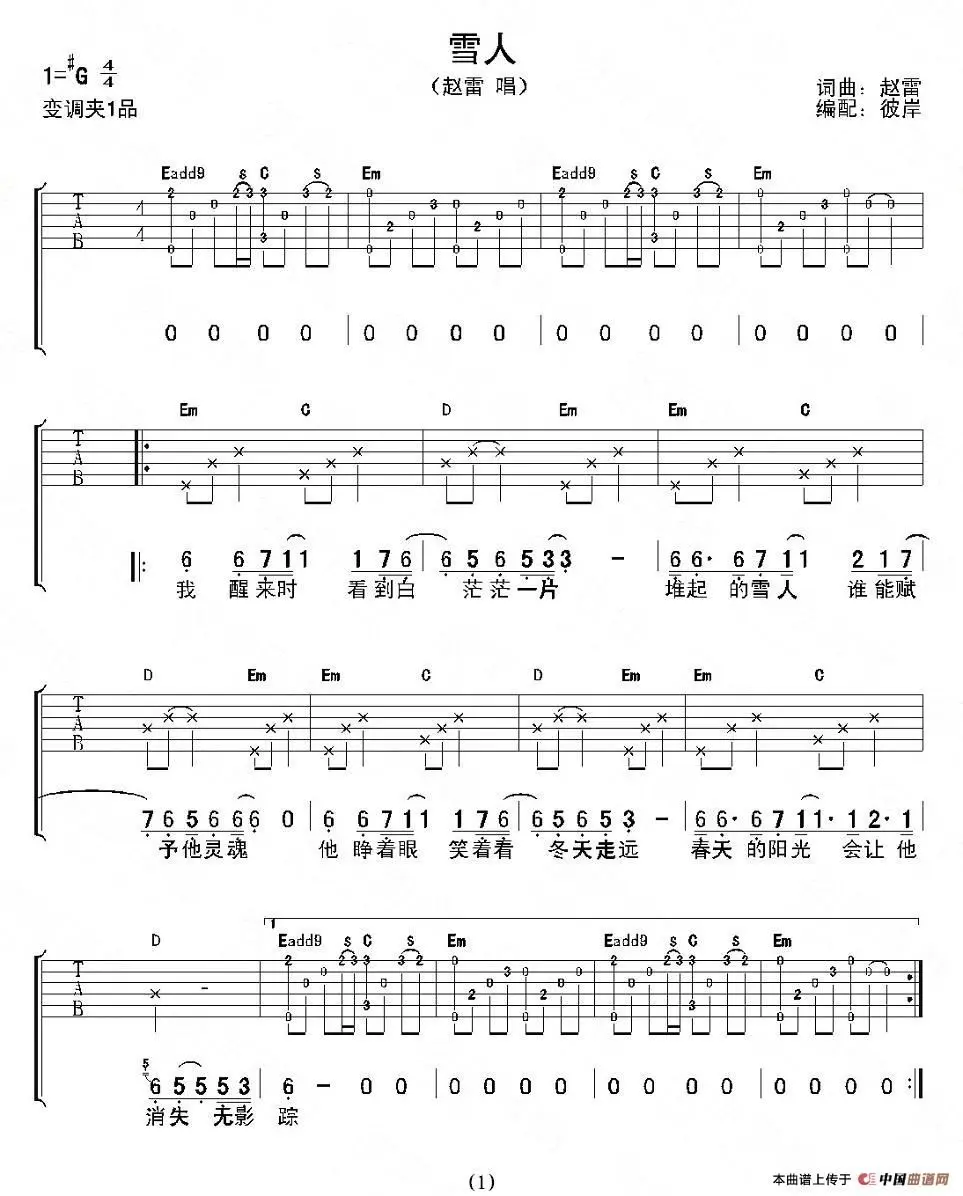 雪人
1=#G 4/4
（赵雷 唱）
词曲：赵雷
变调夹1品
编配：彼岸
Eadd9 s C s Em Eadd9 s C s Em
T
A
B
0 0 0 0 | 0 0 0 0 | 0 0 0 0 | 0 0 0 0
Em C D Em Em C
T
A
B
6 6 7 1 1 1 7 6 | 6 5 6 5 3 3 - | 6 6· 6 7 1 1 2 1 7
我 醒来时 看到白 茫茫一片 堆起 的雪人 谁能赋
D Em Em C D Em Em C
T
A
B
7 6 5 6 6 6 0 | 6 6 7 1 1 1 7 6 | 6 5 6 5 3 - | 6 6· 6 7 1 1· 1 2· 1
予他灵魂 他 睁着眼 笑着看 冬天走远 春天 的阳光 会让他
1
D Eadd9 s C s Em Eadd9 s C s Em
T
A
B
5 6 5 5 5 3 | 6 - 0 0 | 0 0 0 0 | 0 0 0 0 | 0 0 0 0 :
消失 无影 踪
(1)
本曲谱上传于 中国曲谱网